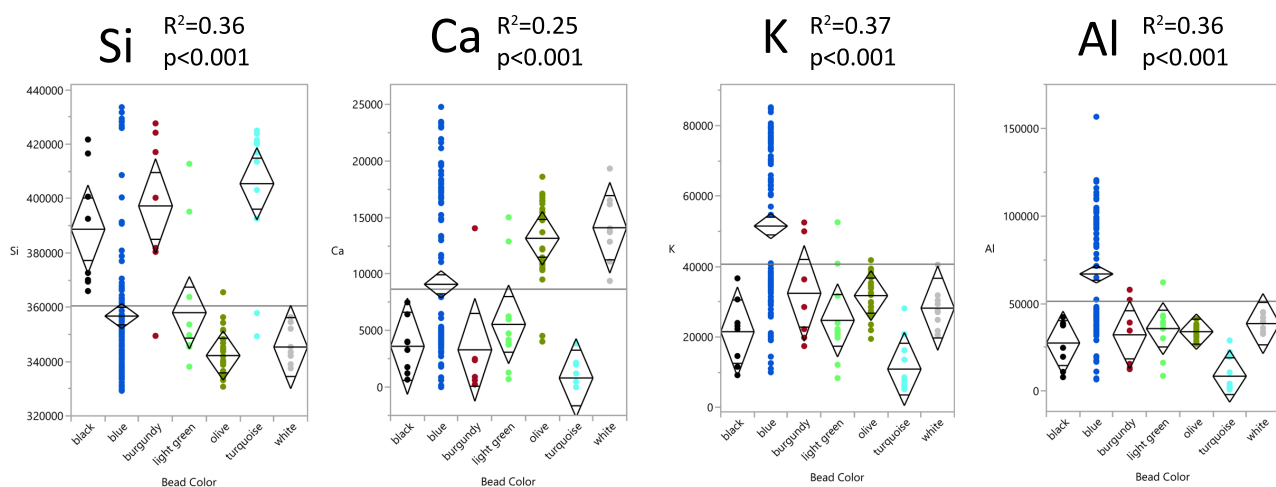 Si R²=0.36
p<0.001
Ca R²=0.25
p<0.001
K R²=0.37
p<0.001
Al R²=0.36
p<0.001
440000
420000
400000
380000
360000
340000
320000
Si
black
blue
burgundy
light green
olive
turquoise
white
Bead Color
25000
20000
15000
10000
5000
0
Ca
black
blue
burgundy
light green
olive
turquoise
white
Bead Color
80000
60000
40000
20000
0
K
black
blue
burgundy
light green
olive
turquoise
white
Bead Color
150000
100000
50000
0
Al
black
blue
burgundy
light green
olive
turquoise
white
Bead Color